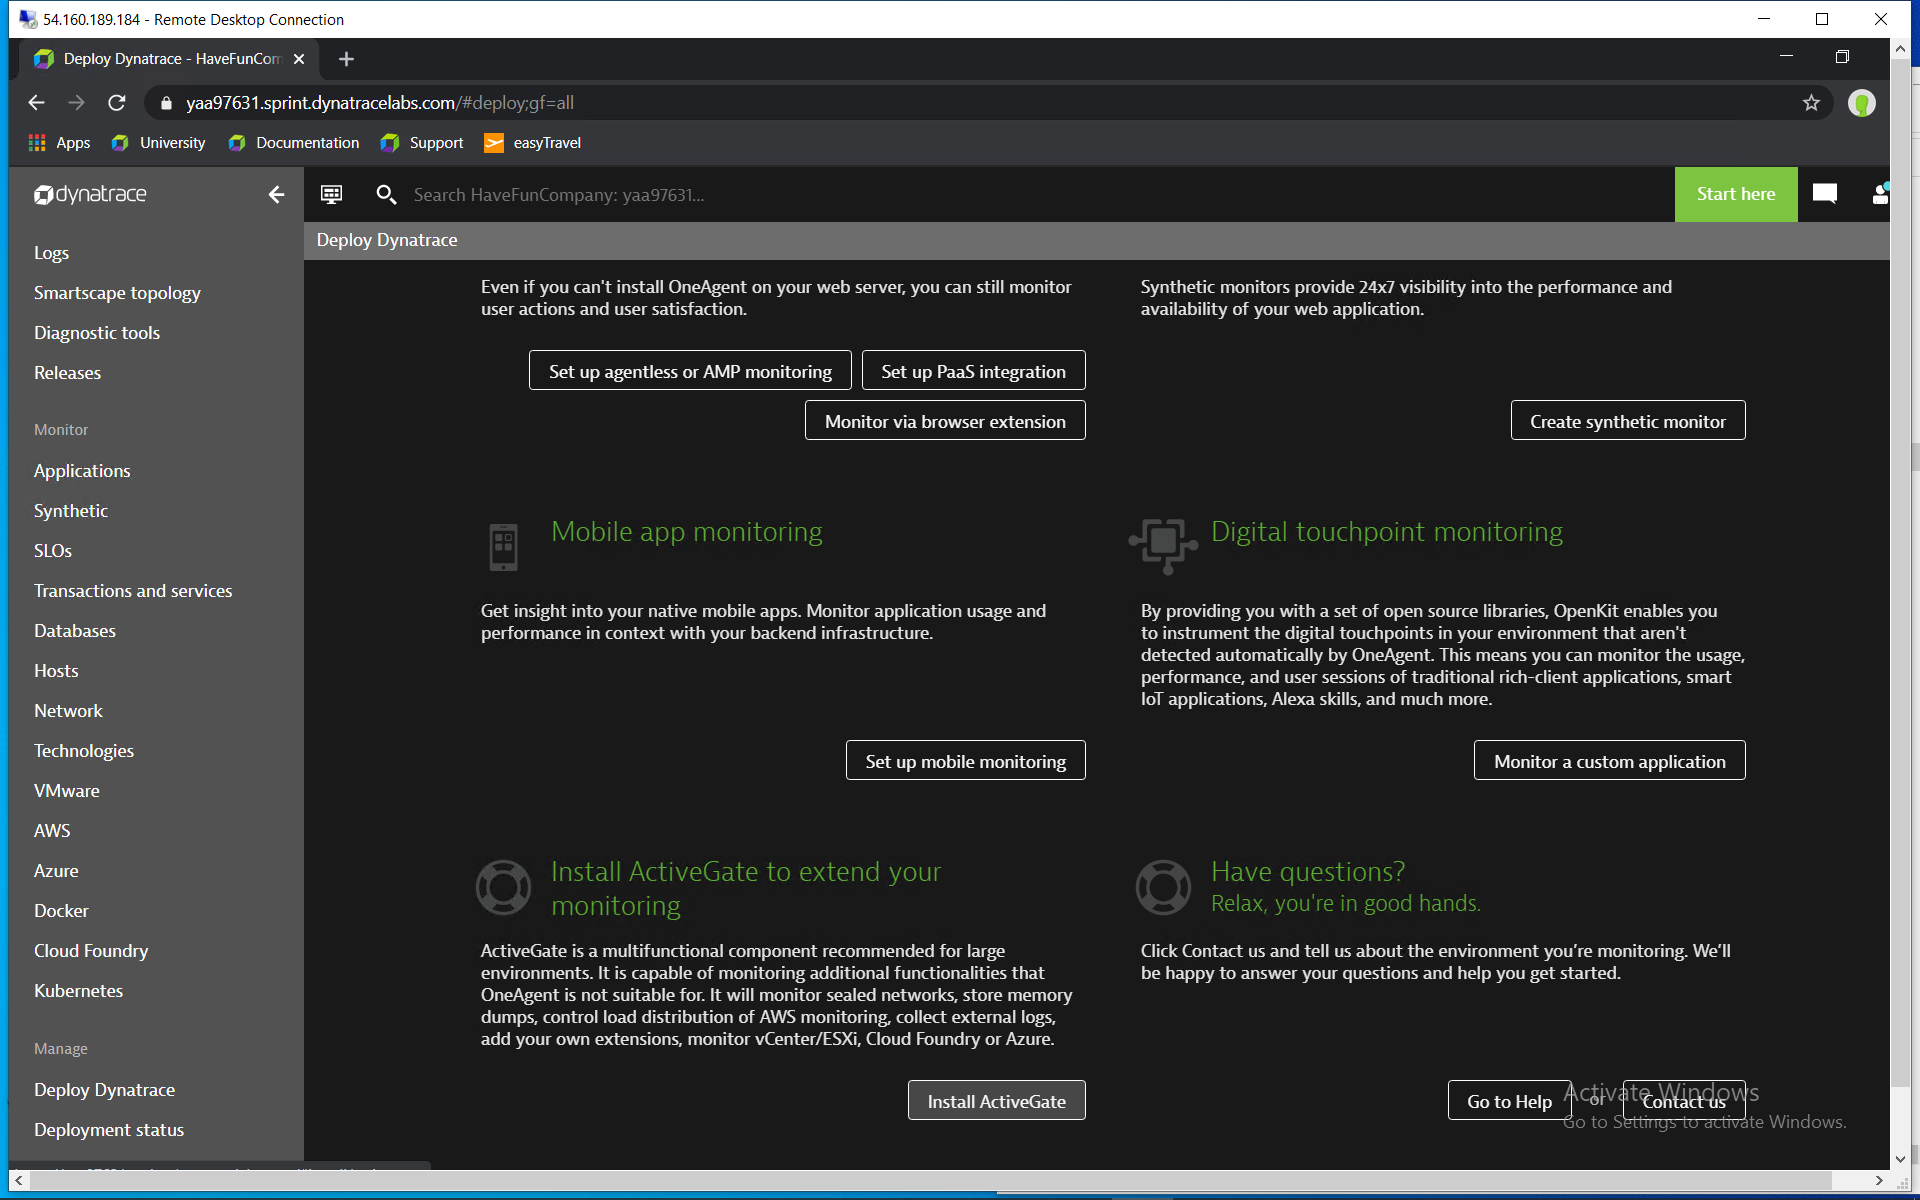 54.160.189.184 - Remote Desktop Connection
Deploy Dynatrace - HaveFunCom
yaa97631.sprint.dynatracelabs.com/#deploy;gf=all
Apps University Documentation Support easyTravel
dynatrace
Search HaveFunCompany: yaa97631...
Start here
Deploy Dynatrace
Logs
Smartscape topology
Diagnostic tools
Releases
Monitor
Applications
Synthetic
SLOs
Transactions and services
Databases
Hosts
Network
Technologies
VMware
AWS
Azure
Docker
Cloud Foundry
Kubernetes
Manage
Deploy Dynatrace
Deployment status
Even if you can't install OneAgent on your web server, you can still monitor
user actions and user satisfaction.
Set up agentless or AMP monitoring
Set up PaaS integration
Monitor via browser extension
Synthetic monitors provide 24x7 visibility into the performance and
availability of your web application.
Create synthetic monitor
Mobile app monitoring
Get insight into your native mobile apps. Monitor application usage and
performance in context with your backend infrastructure.
Set up mobile monitoring
Digital touchpoint monitoring
By providing you with a set of open source libraries, OpenKit enables you
to instrument the digital touchpoints in your environment that aren't
detected automatically by OneAgent. This means you can monitor the usage,
performance, and user sessions of traditional rich-client applications, smart
IoT applications, Alexa skills, and much more.
Monitor a custom application
Install ActiveGate to extend your
monitoring
ActiveGate is a multifunctional component recommended for large
environments. It is capable of monitoring additional functionalities that
OneAgent is not suitable for. It will monitor sealed networks, store memory
dumps, control load distribution of AWS monitoring, collect external logs,
add your own extensions, monitor vCenter/ESXi, Cloud Foundry or Azure.
Install ActiveGate
Have questions?
Relax, you're in good hands.
Click Contact us and tell us about the environment you’re monitoring. We’ll
be happy to answer your questions and help you get started.
Go to Help or Contact us
Activate Windows
Go to Settings to activate Windows.